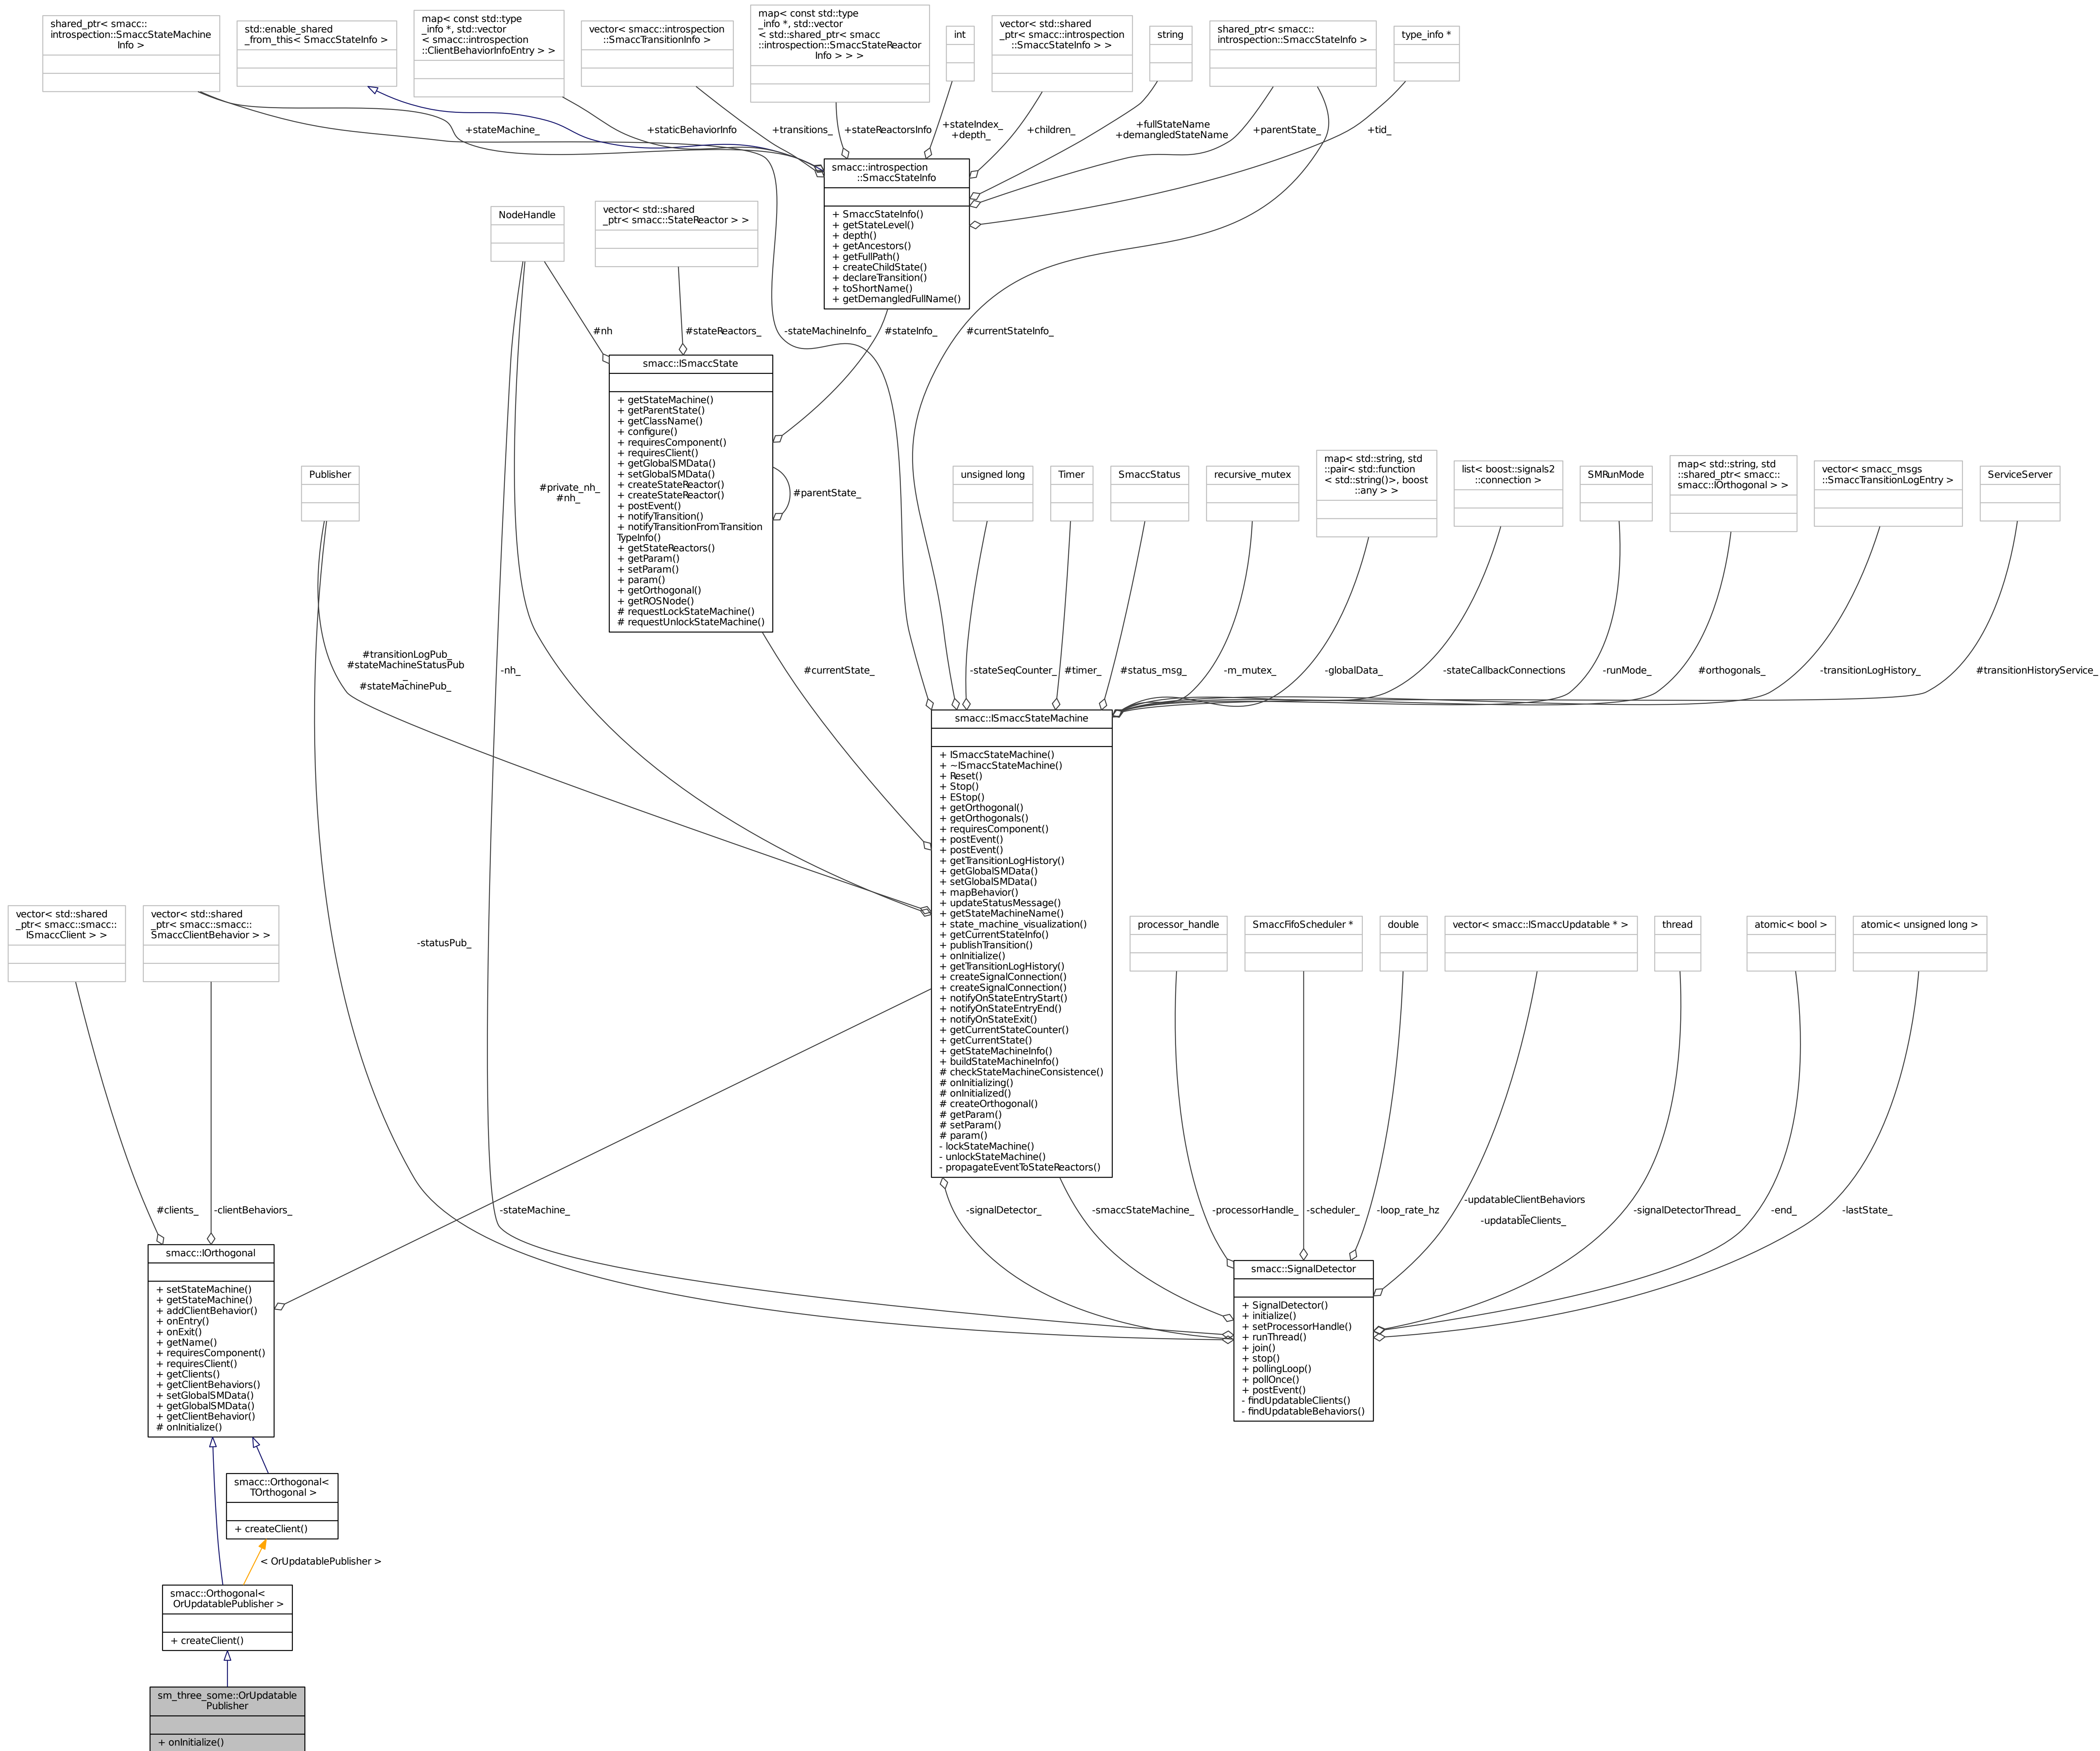 shared_ptr< smacc::
introspection::SmaccStateMachine
Info >
std::enable_shared
_from_this< SmaccStateInfo >
map< const std::type
_info *, std::vector
< smacc::introspection
::ClientBehaviorInfoEntry > >
vector< smacc::introspection
::SmaccTransitionInfo >
map< const std::type
_info *, std::vector
< std::shared_ptr< smacc
::introspection::SmaccStateReactor
Info > > >
int
vector< std::shared
_ptr< smacc::introspection
::SmaccStateInfo > >
string
shared_ptr< smacc::
introspection::SmaccStateInfo >
type_info *
+stateMachine_
+staticBehaviorInfo
+transitions_
+stateReactorsInfo
+stateIndex_
+depth_
+children_
+fullStateName
+demangledStateName
+parentState_
+tid_
smacc::introspection
::SmaccStateInfo
+ SmaccStateInfo()
+ getStateLevel()
+ depth()
+ getAncestors()
+ getFullPath()
+ createChildState()
+ declareTransition()
+ toShortName()
+ getDemangledFullName()
NodeHandle
vector< std::shared
_ptr< smacc::StateReactor > >
#nh
#stateReactors_
-stateMachineInfo_
#stateInfo_
#currentStateInfo_
smacc::ISmaccState
+ getStateMachine()
+ getParentState()
+ getClassName()
+ configure()
+ requiresComponent()
+ requiresClient()
+ getGlobalSMData()
+ setGlobalSMData()
+ createStateReactor()
+ createStateReactor()
+ postEvent()
+ notifyTransition()
+ notifyTransitionFromTransition
TypeInfo()
+ getStateReactors()
+ getParam()
+ setParam()
+ param()
+ getOrthogonal()
+ getROSNode()
# requestLockStateMachine()
# requestUnlockStateMachine()
#parentState_
Publisher
#private_nh_
#nh_
unsigned long
Timer
SmaccStatus
recursive_mutex
map< std::string, std
::pair< std::function
< std::string()>, boost
::any > >
list< boost::signals2
::connection >
SMRunMode
map< std::string, std
::shared_ptr< smacc::
smacc::IOrthogonal > >
vector< smacc_msgs
::SmaccTransitionLogEntry >
ServiceServer
#transitionLogPub_
#stateMachineStatusPub
_
#stateMachinePub_
-nh_
#currentState_
-stateSeqCounter_
#timer_
#status_msg_
-m_mutex_
-globalData_
-stateCallbackConnections
-runMode_
#orthogonals_
-transitionLogHistory_
#transitionHistoryService_
smacc::ISmaccStateMachine
+ ISmaccStateMachine()
+ ~ISmaccStateMachine()
+ Reset()
+ Stop()
+ EStop()
+ getOrthogonal()
+ getOrthogonals()
+ requiresComponent()
+ postEvent()
+ postEvent()
+ getTransitionLogHistory()
+ getGlobalSMData()
+ setGlobalSMData()
+ mapBehavior()
+ updateStatusMessage()
+ getStateMachineName()
+ state_machine_visualization()
+ getCurrentStateInfo()
+ publishTransition()
+ onInitialize()
+ getTransitionLogHistory()
+ createSignalConnection()
+ createSignalConnection()
+ notifyOnStateEntryStart()
+ notifyOnStateEntryEnd()
+ notifyOnStateExit()
+ getCurrentStateCounter()
+ getCurrentState()
+ getStateMachineInfo()
+ buildStateMachineInfo()
# checkStateMachineConsistence()
# onInitializing()
# onInitialized()
# createOrthogonal()
# getParam()
# setParam()
# param()
- lockStateMachine()
- unlockStateMachine()
- propagateEventToStateReactors()
vector< std::shared
_ptr< smacc::smacc::
ISmaccClient > >
vector< std::shared
_ptr< smacc::smacc::
SmaccClientBehavior > >
-statusPub_
processor_handle
SmaccFifoScheduler *
double
vector< smacc::ISmaccUpdatable * >
thread
atomic< bool >
atomic< unsigned long >
#clients_
-clientBehaviors_
-stateMachine_
-signalDetector_
-smaccStateMachine_
-processorHandle_
-scheduler_
-loop_rate_hz
-updatableClientBehaviors
_
-updatableClients_
-signalDetectorThread_
-end_
-lastState_
smacc::IOrthogonal
+ setStateMachine()
+ getStateMachine()
+ addClientBehavior()
+ onEntry()
+ onExit()
+ getName()
+ requiresComponent()
+ requiresClient()
+ getClients()
+ getClientBehaviors()
+ setGlobalSMData()
+ getGlobalSMData()
+ getClientBehavior()
# onInitialize()
smacc::SignalDetector
+ SignalDetector()
+ initialize()
+ setProcessorHandle()
+ runThread()
+ join()
+ stop()
+ pollingLoop()
+ pollOnce()
+ postEvent()
- findUpdatableClients()
- findUpdatableBehaviors()
smacc::Orthogonal<
TOrthogonal >
+ createClient()
< OrUpdatablePublisher >
smacc::Orthogonal<
OrUpdatablePublisher >
+ createClient()
sm_three_some::OrUpdatable
Publisher
+ onInitialize()